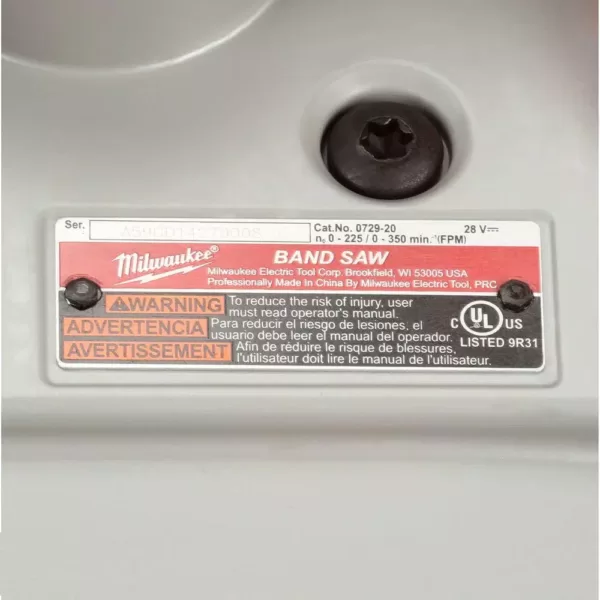 Ser.
Cat.No. 0729-20 28 V⎓
n₀ 0 - 225 / 0 - 350 min.⁻¹(FPM)
Milwaukee®
BAND SAW
Milwaukee Electric Tool Corp. Brookfield, WI 53005 USA
Professionally Made In China By Milwaukee Electric Tool, PRC
⚠WARNING To reduce the risk of injury, user
must read operator's manual.
ADVERTENCIA Para reducir el riesgo de lesiones, el
usuario debe leer el manual del operador.
AVERTISSEMENT Afin de réduire le risque de blessures,
l'utilisateur doit lire le manuel de l'utilisateur.
C UL® US
LISTED 9R31